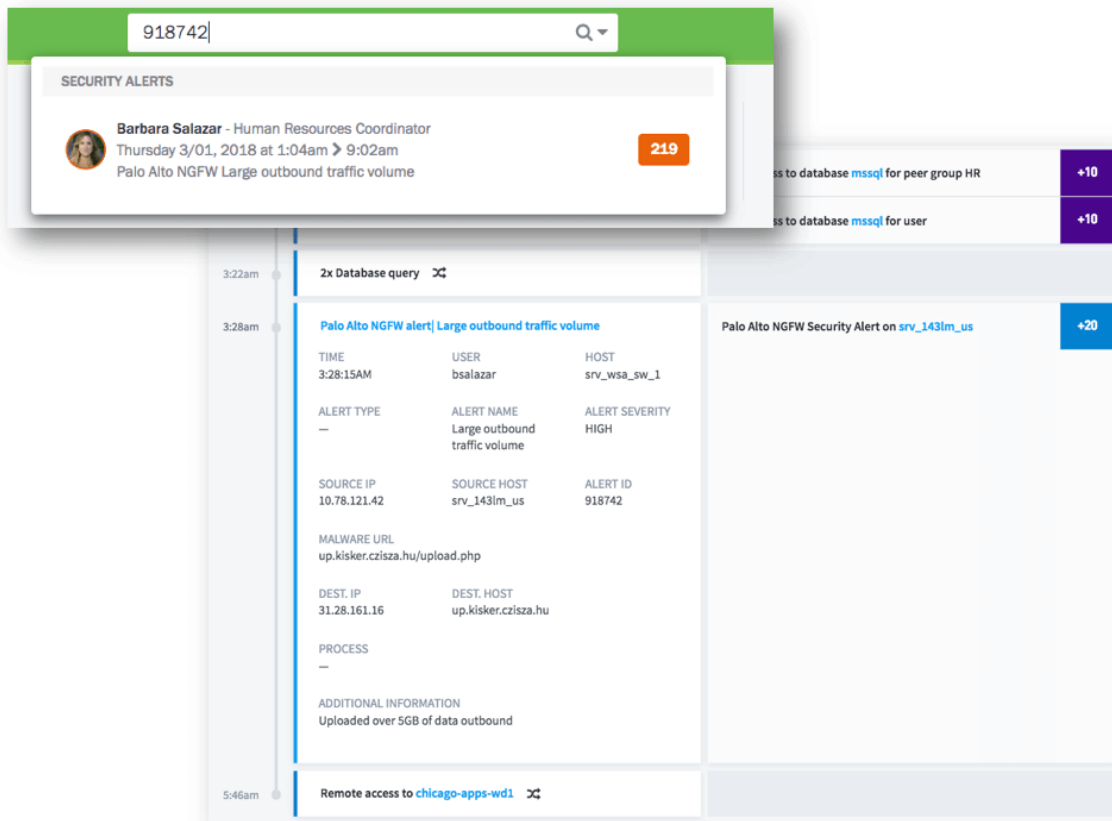 918742
SECURITY ALERTS
Barbara Salazar - Human Resources Coordinator
Thursday 3/01, 2018 at 1:04am > 9:02am
Palo Alto NGFW Large outbound traffic volume
219
to database mssql for peer group HR
+10
to database mssql for user
+10
3:22am
2x Database query
3:28am
Palo Alto NGFW alert| Large outbound traffic volume
Palo Alto NGFW Security Alert on srv_143lm_us
+20
TIME USER HOST
3:28:15AM bsalazar srv_wsa_sw_1
ALERT TYPE ALERT NAME ALERT SEVERITY
— Large outbound HIGH
traffic volume
SOURCE IP SOURCE HOST ALERT ID
10.78.121.42 srv_143lm_us 918742
MALWARE URL
up.kisker.czisza.hu/upload.php
DEST. IP DEST. HOST
31.28.161.16 up.kisker.czisza.hu
PROCESS
—
ADDITIONAL INFORMATION
Uploaded over 5GB of data outbound
5:46am
Remote access to chicago-apps-wd1